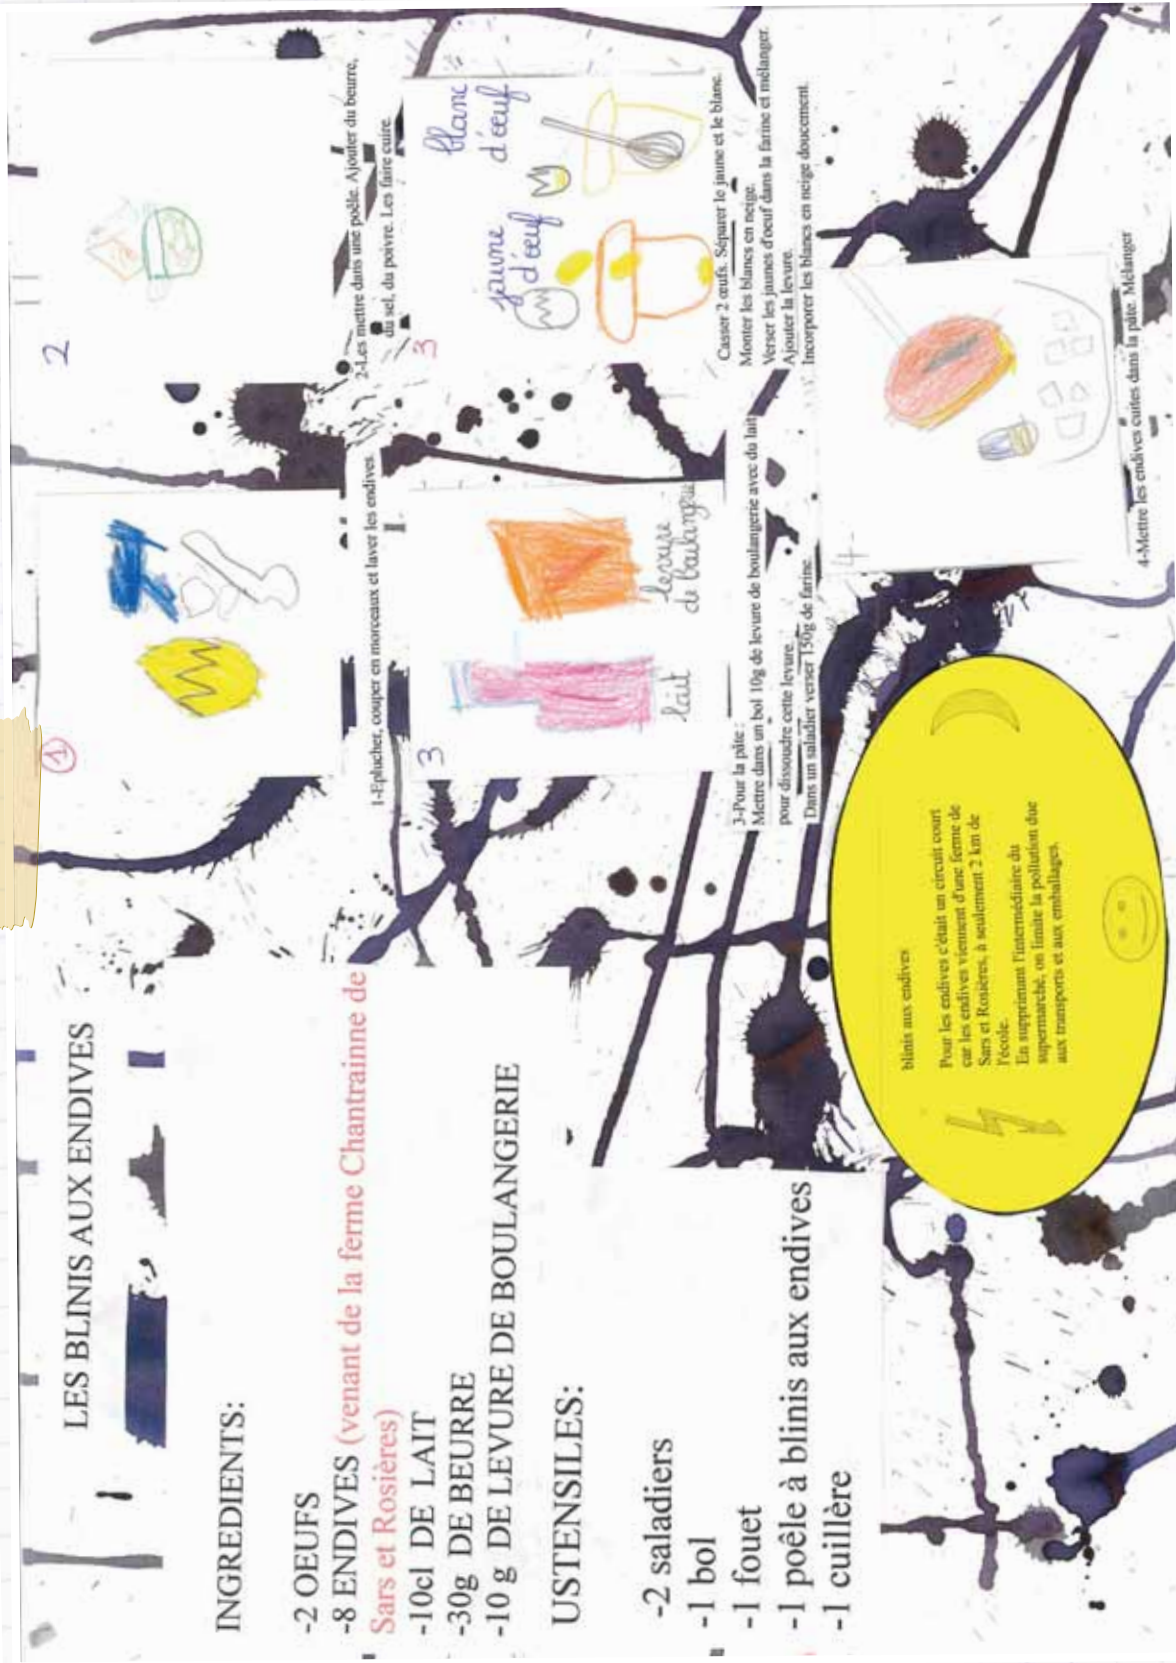 LES BLINIS AUX ENDIVES
INGREDIENTS:
-2 OEUFS
-8 ENDIVES (venant de la ferme Chantrainne de
Sars et Rosières)
-10cl DE LAIT
-30g DE BEURRE
-10 g DE LEVURE DE BOULANGERIE
USTENSILES:
-2 saladiers
-1 bol
-1 fouet
-1 poêle à blinis aux endives
-1 cuillère
1
1-Eplucher, couper en morceaux et laver les endives.
2
2-Les mettre dans une poêle. Ajouter du beurre,
du sel, du poivre. Les faire cuire.
3
lait
levure
de boulangerie
3-Pour la pâte :
Mettre dans un bol 10g de levure de boulangerie avec du lait
pour dissoudre cette levure.
Dans un saladier verser 150g de farine.
3
jaune
d'œuf
blanc
d'œuf
Casser 2 œufs. Séparer le jaune et le blanc.
Monter les blancs en neige.
Verser les jaunes d'oeuf dans la farine et mélanger.
Ajouter la levure.
Incorporer les blancs en neige doucement.
4-
4-Mettre les endives cuites dans la pâte. Mélanger
blinis aux endives
Pour les endives c'était un circuit court
car les endives viennent d'une ferme de
Sars et Rosières, à seulement 2 km de
l'école.
En supprimant l'intermédiaire du
supermarché, on limite la pollution due
aux transports et aux emballages.